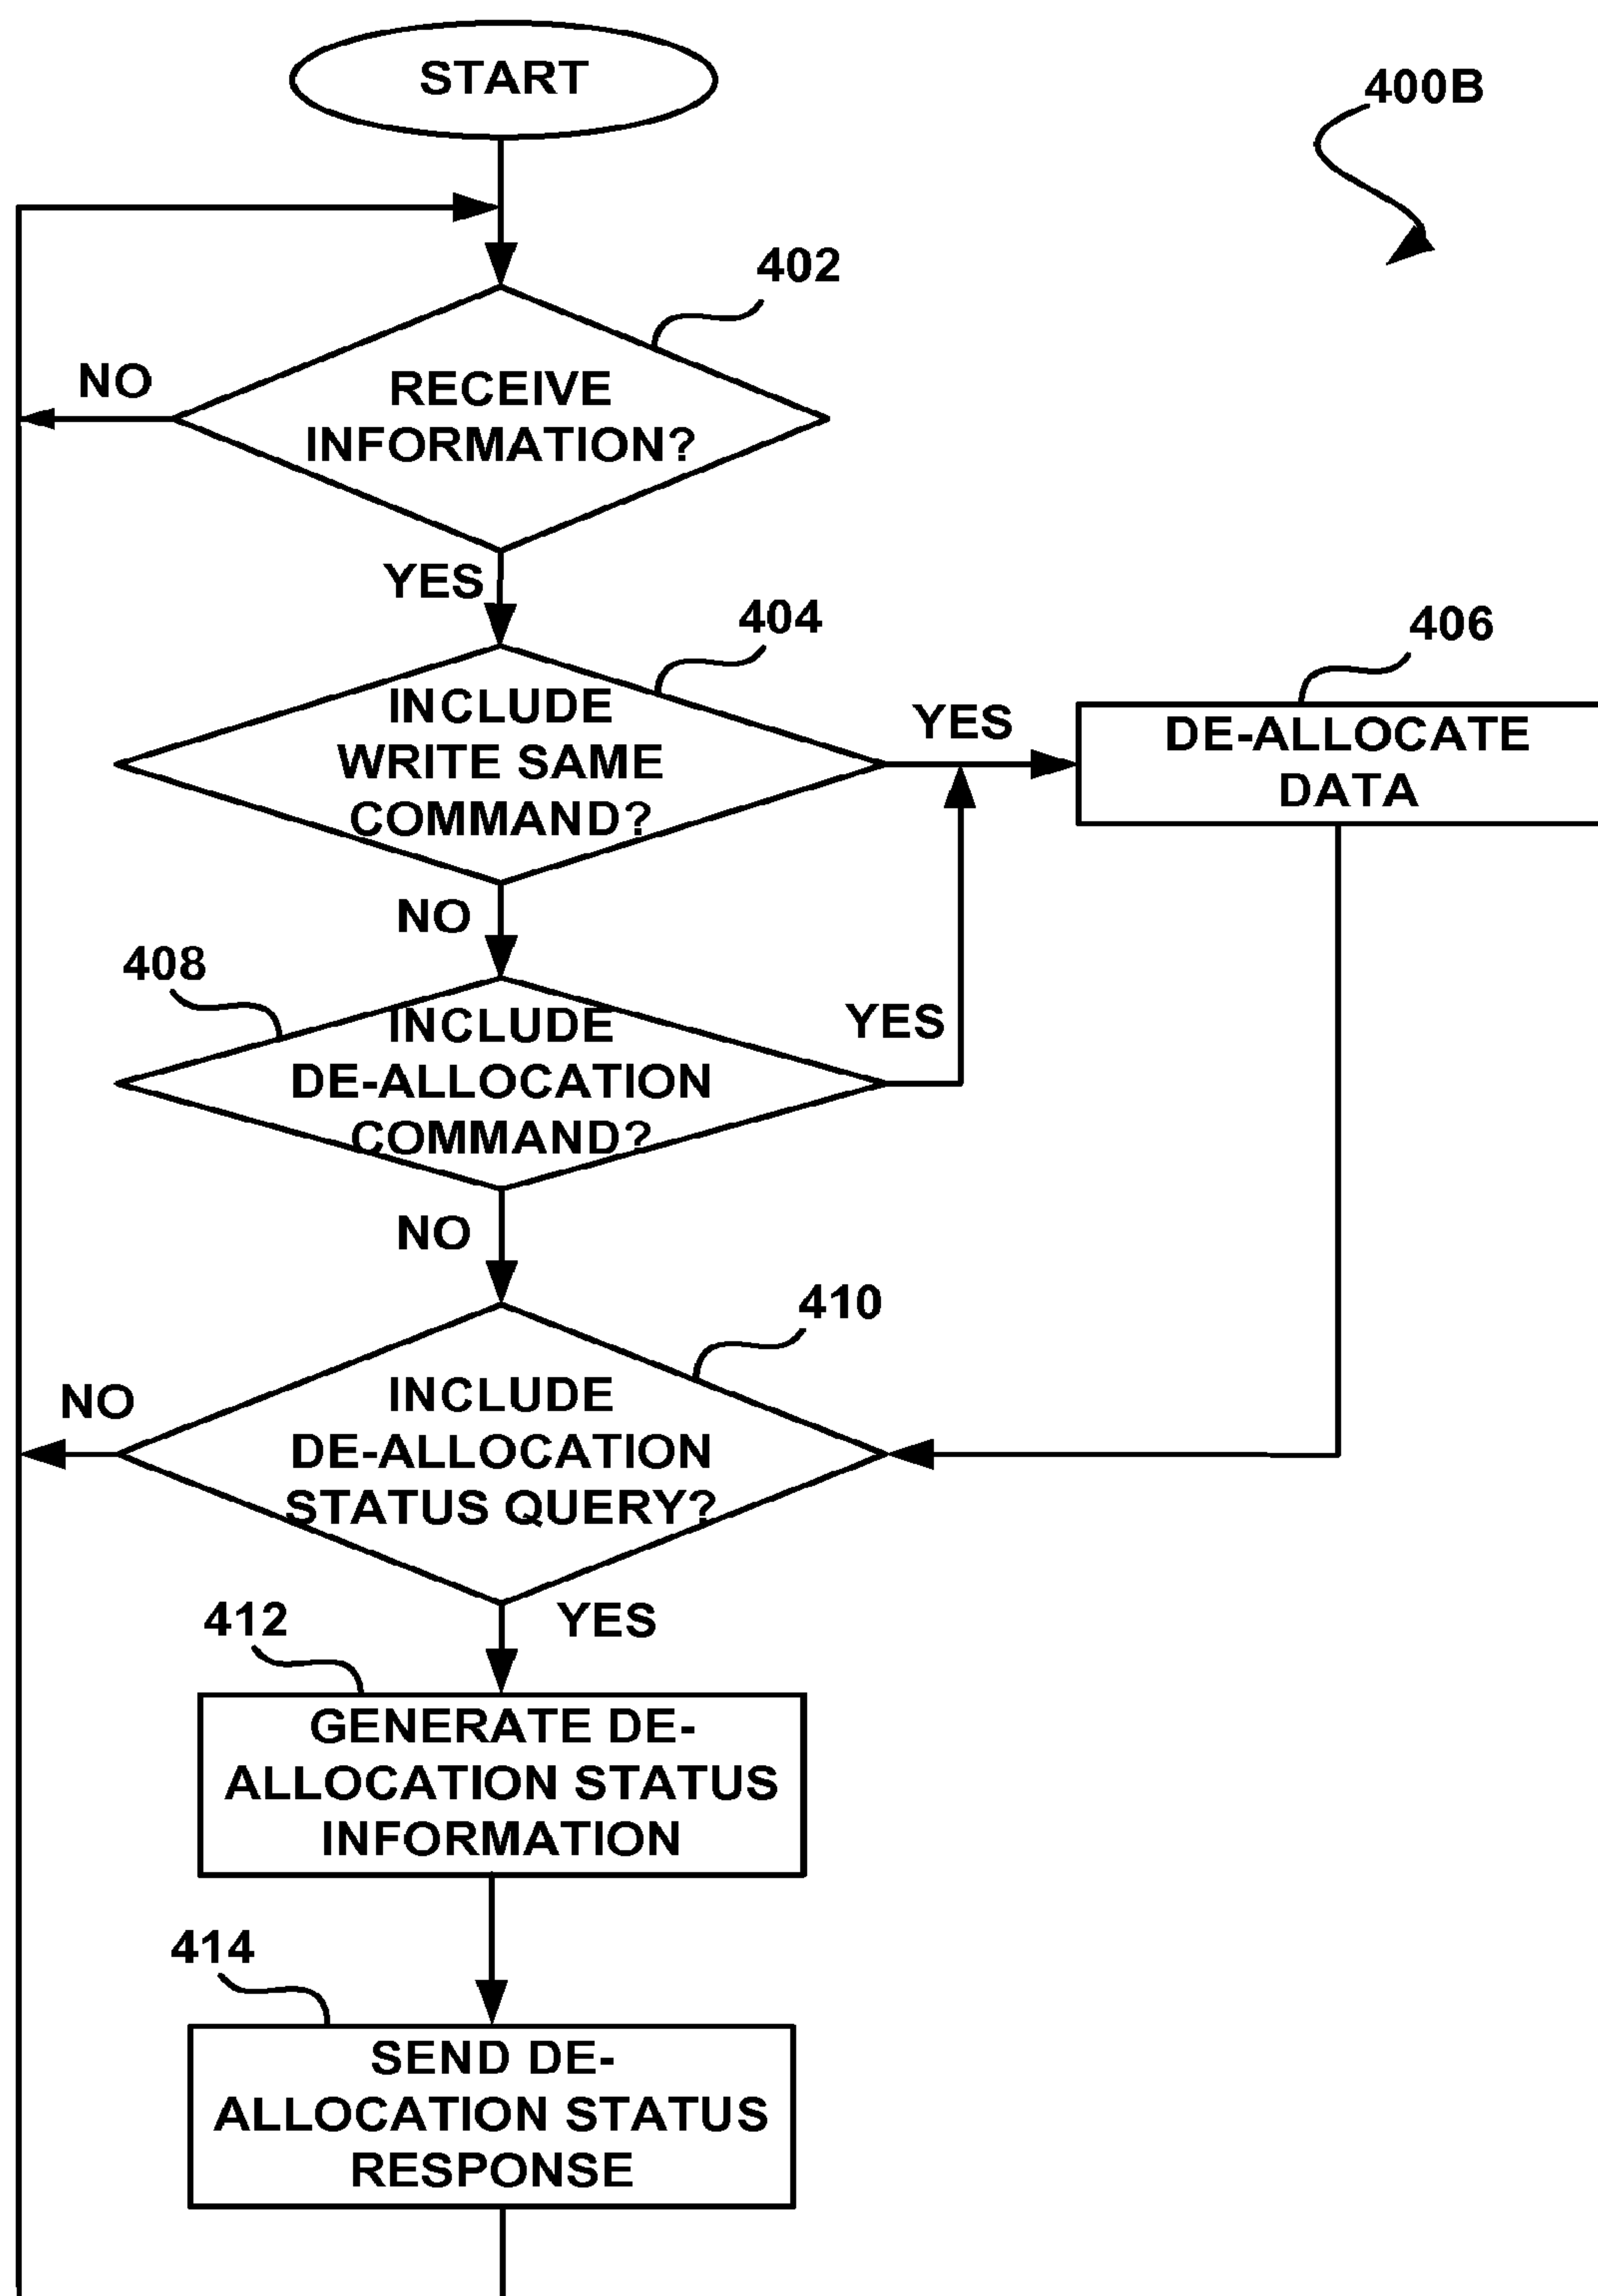 START
400B
402
NO
RECEIVE
INFORMATION?
YES
404
INCLUDE
WRITE SAME
COMMAND?
YES
406
DE-ALLOCATE
DATA
NO
408
INCLUDE
DE-ALLOCATION
COMMAND?
YES
NO
410
NO
INCLUDE
DE-ALLOCATION
STATUS QUERY?
YES
412
GENERATE DE-
ALLOCATION STATUS
INFORMATION
414
SEND DE-
ALLOCATION STATUS
RESPONSE